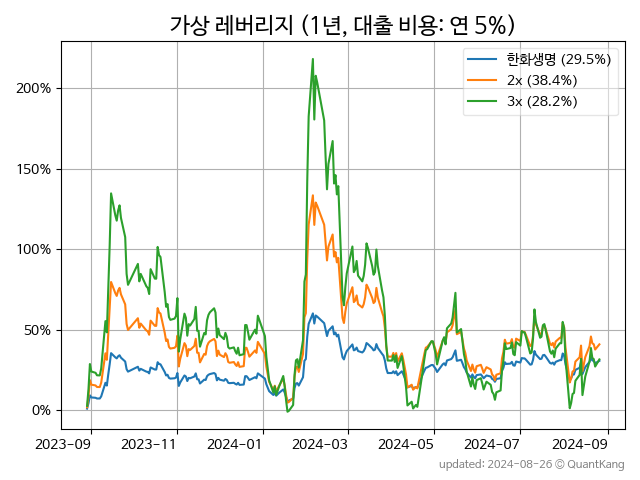 가상 레버리지 (1년, 대출 비용: 연 5%)
한화생명 (29.5%)
2x (38.4%)
3x (28.2%)
200%
150%
100%
50%
0%
2023-09 2023-11 2024-01 2024-03 2024-05 2024-07 2024-09
updated: 2024-08-26 © QuantKang